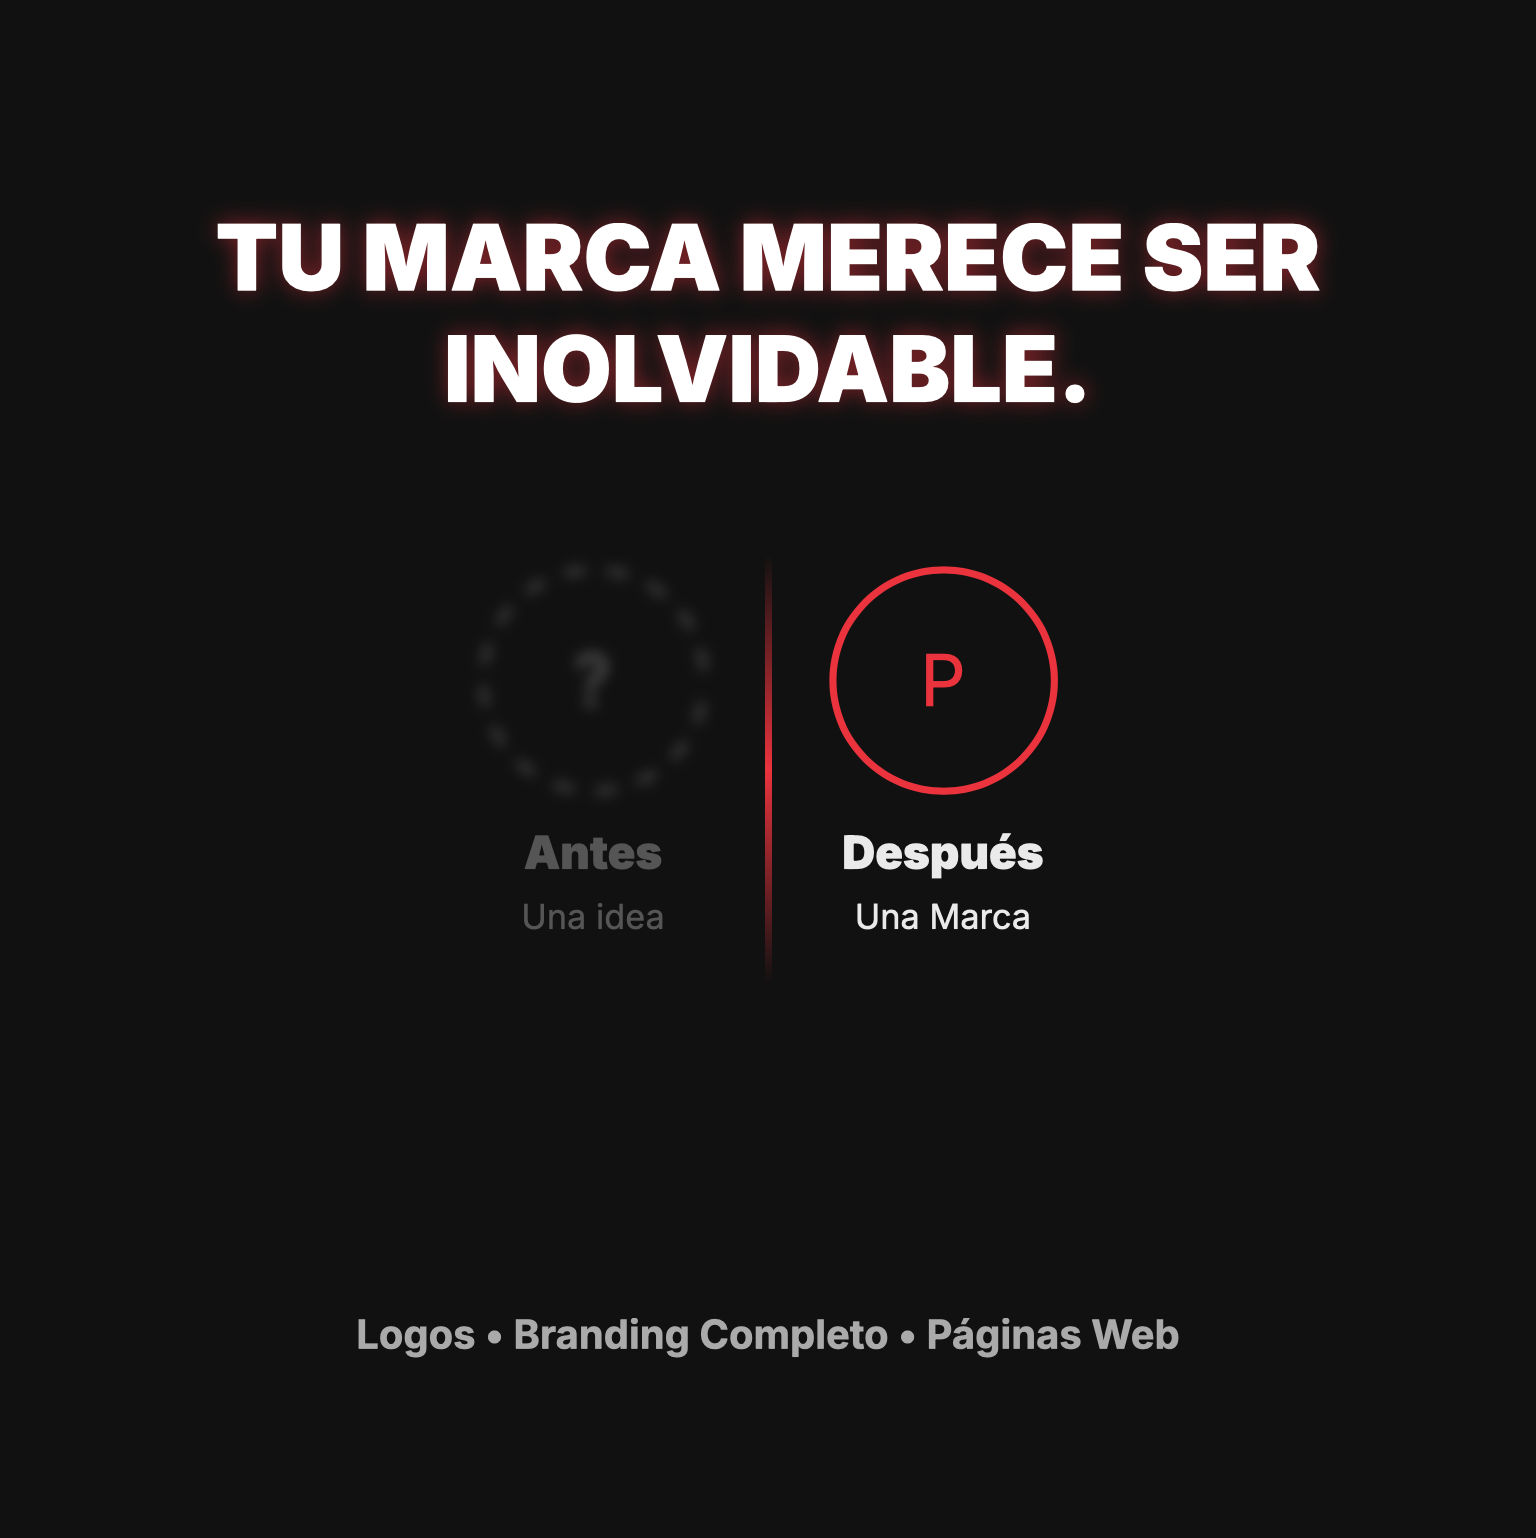 TU MARCA MERECE SER
INOLVIDABLE.
?
P
Antes
Después
Una idea
Una Marca
Logos • Branding Completo • Páginas Web